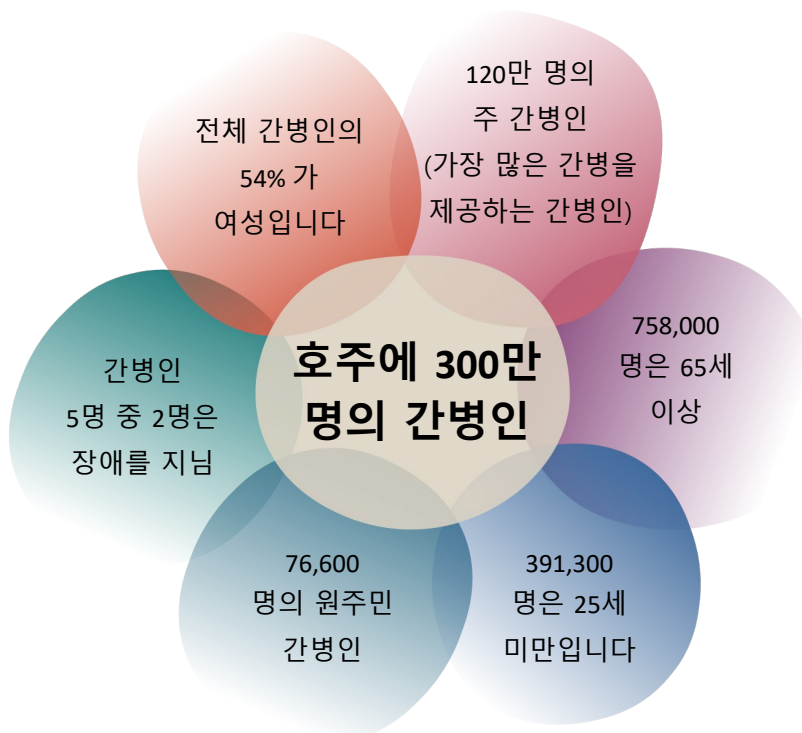 전체 간병인의
54% 가
여성입니다
120만 명의
주 간병인
(가장 많은 간병을
제공하는 간병인)
758,000
명은 65세
이상
391,300
명은 25세
미만입니다
76,600
명의 원주민
간병인
간병인
5명 중 2명은
장애를 지님
호주에 300만
명의 간병인